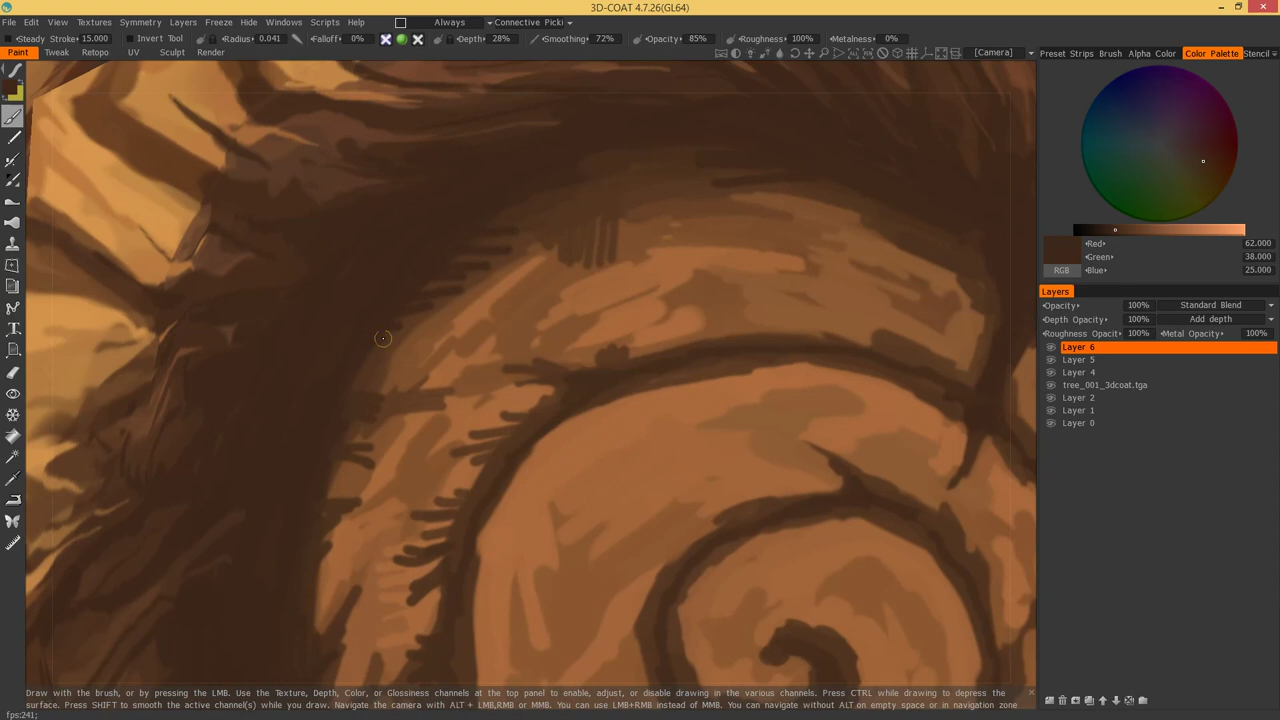 3D-COAT 4.7.26(GL64)
File Edit View Textures Symmetry Layers Freeze Hide Windows Scripts Help Always Connective Picki
Steady Stroke 15.000 Invert Tool Radius 0.041 Falloff 0% Depth 28% Smoothing 72% Opacity 85% Roughness 100% Metalness 0%
Paint Tweak Retopo UV Sculpt Render [Camera] Preset Strips Brush Alpha Color Color Palette Stencil
Red 62.000
Green 38.000
RGB Blue 25.000
Layers
Opacity 100% Standard Blend
Depth Opacity 100% Add depth
Roughness Opacit 100% Metal Opacity 100%
Layer 6
Layer 5
Layer 4
tree_001_3dcoat.tga
Layer 2
Layer 1
Layer 0
Draw with the brush, or by pressing the LMB. Use the Texture, Depth, Color, or Glossiness channels at the top panel to enable, adjust, or disable drawing in the various channels. Press CTRL while drawing to depress the
surface. Press SHIFT to smooth the active channel(s) while you draw. Navigate the camera with ALT + LMB,RMB or MMB. You can use LMB+RMB instead of MMB. You can navigate without ALT on empty space or in navigation zone
fps:241;